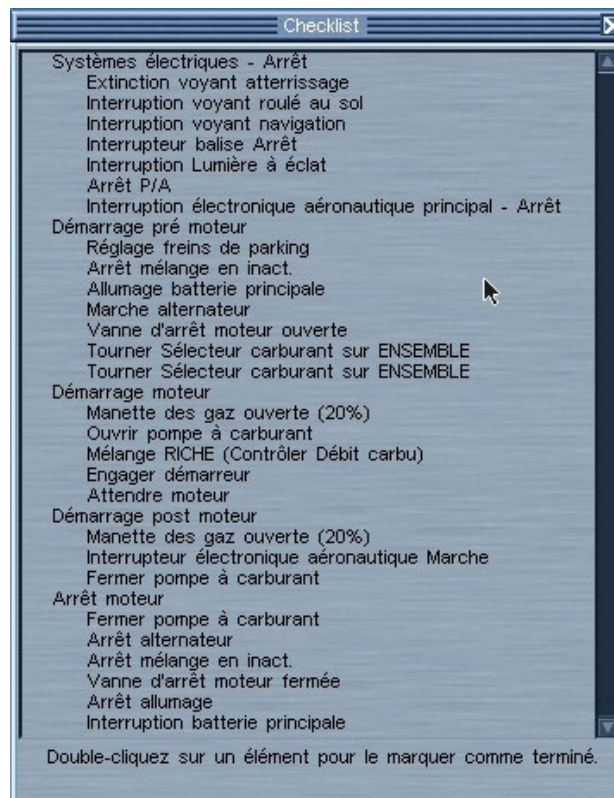 Checklist
Systèmes électriques - Arrêt
Extinction voyant atterrissage
Interruption voyant roulé au sol
Interruption voyant navigation
Interrupteur balise Arrêt
Interruption Lumière à éclat
Arrêt P/A
Interruption électronique aéronautique principal - Arrêt
Démarrage pré moteur
Réglage freins de parking
Arrêt mélange en inact.
Allumage batterie principale
Marche alternateur
Vanne d'arrêt moteur ouverte
Tourner Sélecteur carburant sur ENSEMBLE
Tourner Sélecteur carburant sur ENSEMBLE
Démarrage moteur
Manette des gaz ouverte (20%)
Ouvrir pompe à carburant
Mélange RICHE (Contrôler Débit carbu)
Engager démarreur
Attendre moteur
Démarrage post moteur
Manette des gaz ouverte (20%)
Interrupteur électronique aéronautique Marche
Fermer pompe à carburant
Arrêt moteur
Fermer pompe à carburant
Arrêt alternateur
Arrêt mélange en inact.
Vanne d'arrêt moteur fermée
Arrêt allumage
Interruption batterie principale
Double-cliquez sur un élément pour le marquer comme terminé.